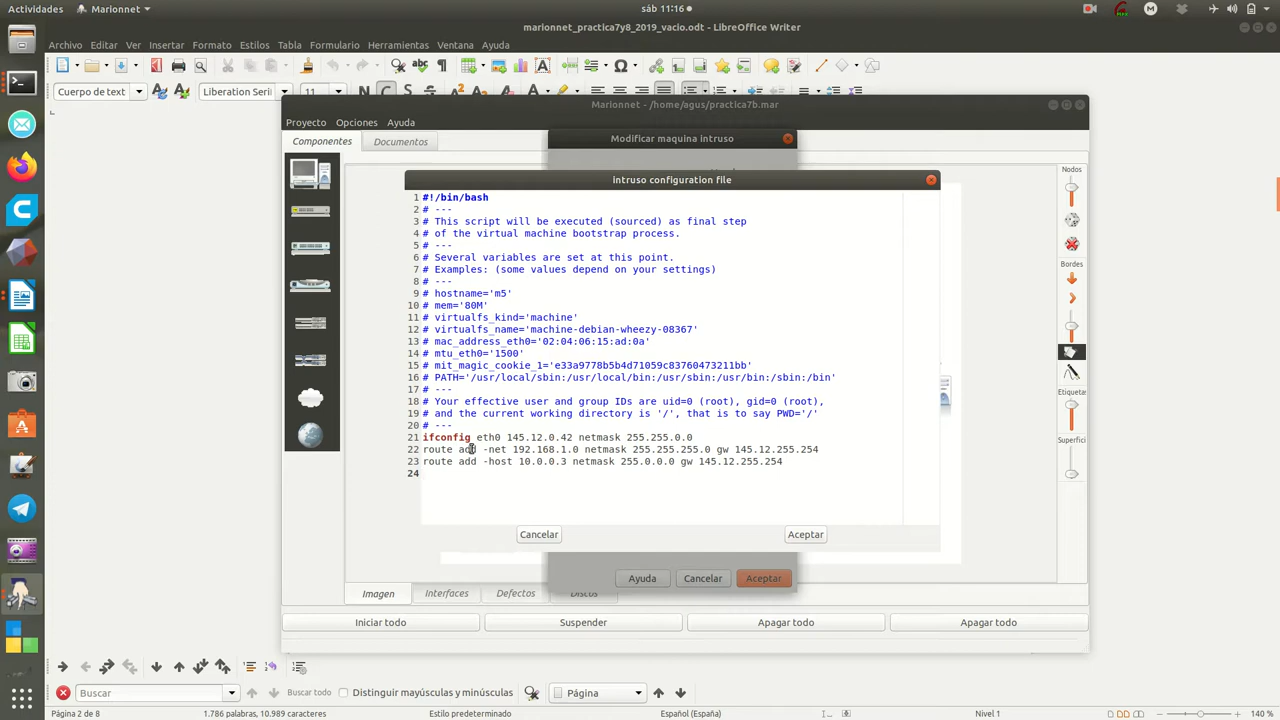 Actividades
Marionnet
sáb 11:16
marionnet_practica7y8_2019_vacio.odt - LibreOffice Writer
Archivo Editar Ver Insertar Formato Estilos Tabla Formulario Herramientas Ventana Ayuda
Cuerpo de text
Liberation Seri
11
Marionnet - /home/agus/practica7b.mar
Proyecto Opciones Ayuda
Componentes Documentos
Modificar maquina intruso
intruso configuration file
1 #!/bin/bash
2 # ---
3 # This script will be executed (sourced) as final step
4 # of the virtual machine bootstrap process.
5 # ---
6 # Several variables are set at this point.
7 # Examples: (some values depend on your settings)
8 # ---
9 # hostname='m5'
10 # mem='80M'
11 # virtualfs_kind='machine'
12 # virtualfs_name='machine-debian-wheezy-08367'
13 # mac_address_eth0='02:04:06:15:ad:0a'
14 # mtu_eth0='1500'
15 # mit_magic_cookie_1='e33a9778b5b4d71059c83760473211bb'
16 # PATH='/usr/local/sbin:/usr/local/bin:/usr/sbin:/usr/bin:/sbin:/bin'
17 # ---
18 # Your effective user and group IDs are uid=0 (root), gid=0 (root),
19 # and the current working directory is '/', that is to say PWD='/'
20 # ---
21 ifconfig eth0 145.12.0.42 netmask 255.255.0.0
22 route add -net 192.168.1.0 netmask 255.255.255.0 gw 145.12.255.254
23 route add -host 10.0.0.3 netmask 255.0.0.0 gw 145.12.255.254
24
Cancelar Aceptar
Ayuda Cancelar Aceptar
Imagen Interfaces Defectos Discos
Iniciar todo Suspender Apagar todo Apagar todo
Nodos
Bordes
Etiquetas
Superfici
Buscar
Buscar todo
Distinguir mayúsculas y minúsculas
Página
Página 2 de 8
1.786 palabras, 10.989 caracteres
Estilo predeterminado
Español (España)
Nivel 1
140 %